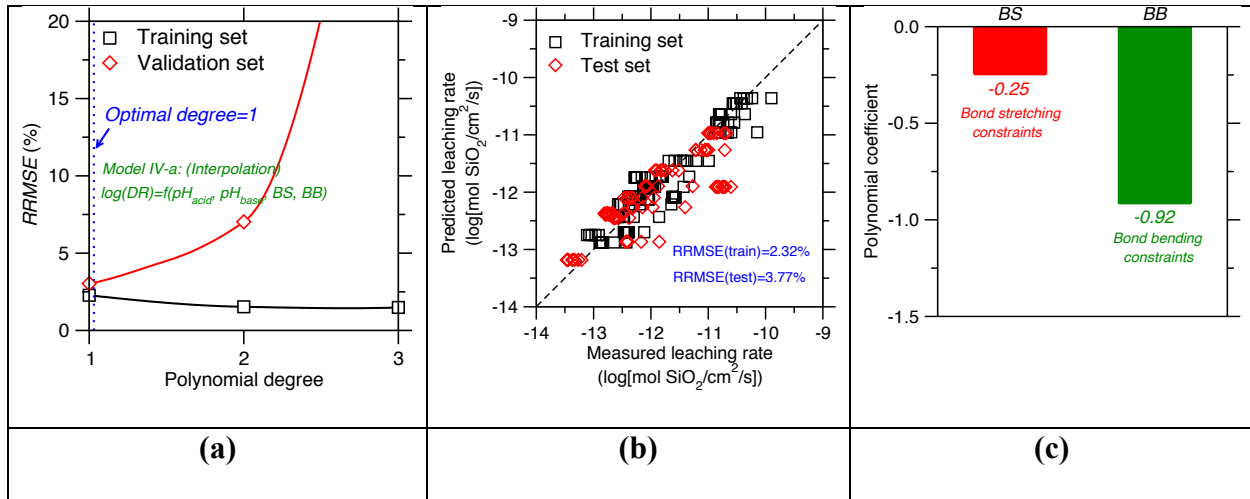 20
15
10
5
0
RRMSE (%)
Training set
Validation set
Optimal degree=1
Model IV-a: (Interpolation)
log(DR)=f(pH_acid, pH_base, BS, BB)
1
2
3
Polynomial degree
(a)
-9
-10
-11
-12
-13
-14
Predicted leaching rate
(log[mol SiO2/cm2/s])
Training set
Test set
RRMSE(train)=2.32%
RRMSE(test)=3.77%
-14
-13
-12
-11
-10
-9
Measured leaching rate
(log[mol SiO2/cm2/s])
(b)
BS
BB
0.0
-0.5
-1.0
-1.5
Polynomial coefficient
-0.25
Bond stretching
constraints
-0.92
Bond bending
constraints
(c)